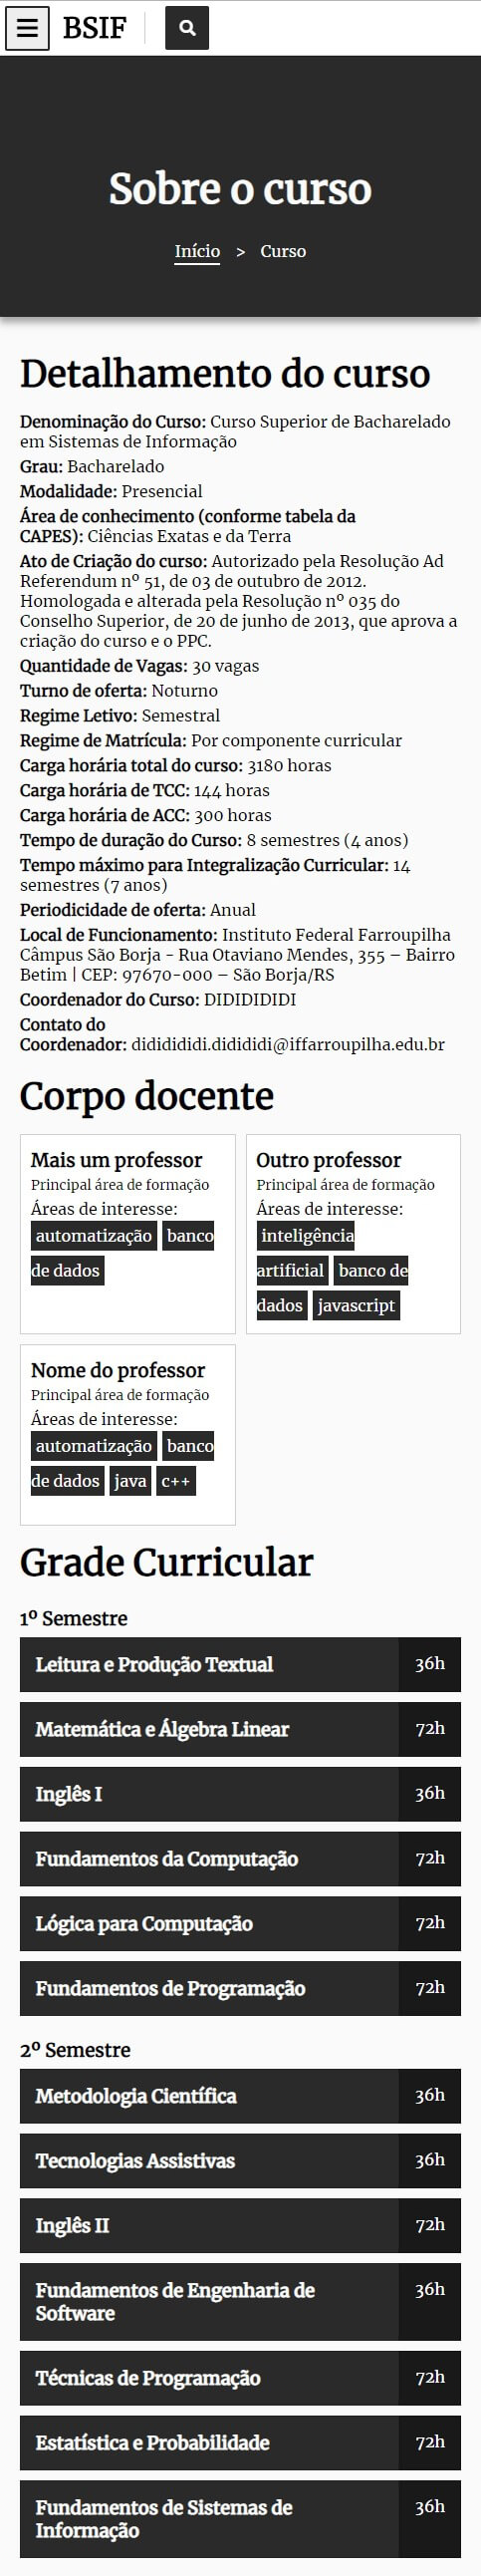 BSIF
Sobre o curso
Início > Curso
Detalhamento do curso
Denominação do Curso: Curso Superior de Bacharelado
em Sistemas de Informação
Grau: Bacharelado
Modalidade: Presencial
Área de conhecimento (conforme tabela da
CAPES): Ciências Exatas e da Terra
Ato de Criação do curso: Autorizado pela Resolução Ad
Referendum nº 51, de 03 de outubro de 2012.
Homologada e alterada pela Resolução nº 035 do
Conselho Superior, de 20 de junho de 2013, que aprova a
criação do curso e o PPC.
Quantidade de Vagas: 30 vagas
Turno de oferta: Noturno
Regime Letivo: Semestral
Regime de Matrícula: Por componente curricular
Carga horária total do curso: 3180 horas
Carga horária de TCC: 144 horas
Carga horária de ACC: 300 horas
Tempo de duração do Curso: 8 semestres (4 anos)
Tempo máximo para Integralização Curricular: 14
semestres (7 anos)
Periodicidade de oferta: Anual
Local de Funcionamento: Instituto Federal Farroupilha
Câmpus São Borja - Rua Otaviano Mendes, 355 – Bairro
Betim | CEP: 97670-000 – São Borja/RS
Coordenador do Curso: DIDIDIDIDI
Contato do
Coordenador: dididididi.didididi@iffarroupilha.edu.br
Corpo docente
Mais um professor
Principal área de formação
Áreas de interesse:
automatização banco
de dados
Outro professor
Principal área de formação
Áreas de interesse:
inteligência
artificial banco de
dados javascript
Nome do professor
Principal área de formação
Áreas de interesse:
automatização banco
de dados java c++
Grade Curricular
1º Semestre
Leitura e Produção Textual 36h
Matemática e Álgebra Linear 72h
Inglês I 36h
Fundamentos da Computação 72h
Lógica para Computação 72h
Fundamentos de Programação 72h
2º Semestre
Metodologia Científica 36h
Tecnologias Assistivas 36h
Inglês II 72h
Fundamentos de Engenharia de 36h
Software
Técnicas de Programação 72h
Estatística e Probabilidade 72h
Fundamentos de Sistemas de 36h
Informação